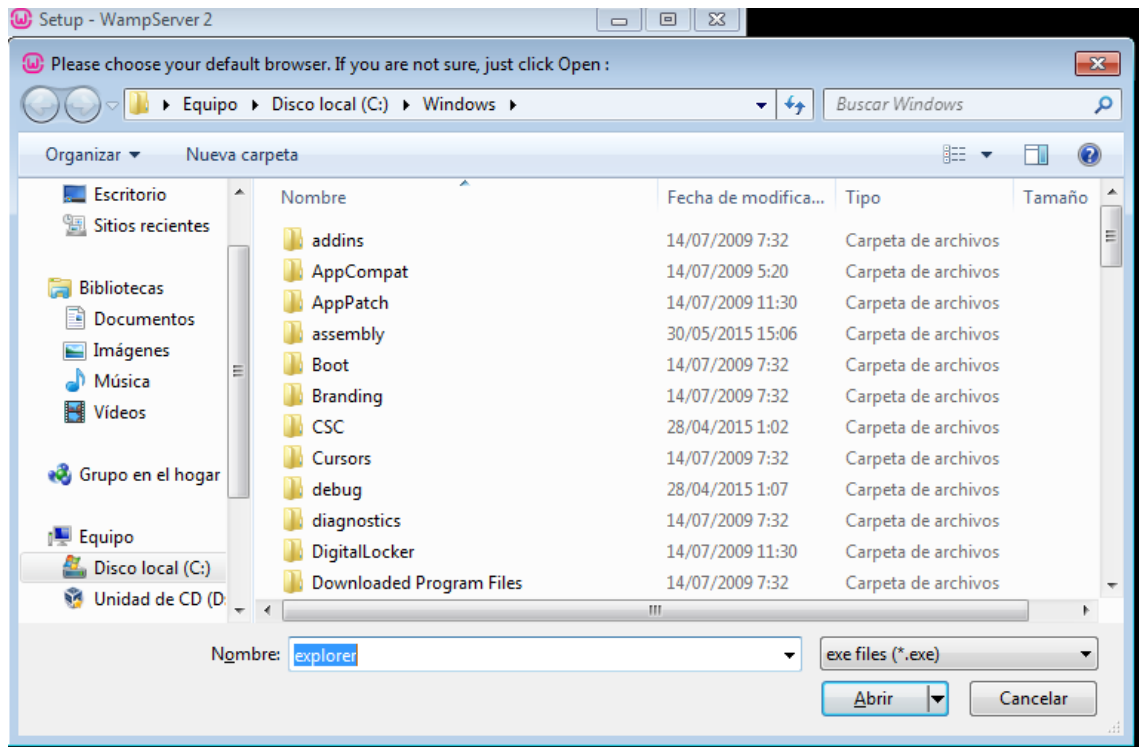 Setup - WampServer 2
Please choose your default browser. If you are not sure, just click Open :
Equipo Disco local (C:) Windows
Buscar Windows
Organizar Nueva carpeta
Escritorio
Sitios recientes
Bibliotecas
Documentos
Imágenes
Música
Vídeos
Grupo en el hogar
Equipo
Disco local (C:)
Unidad de CD (D:
Nombre Fecha de modifica... Tipo Tamaño
addins 14/07/2009 7:32 Carpeta de archivos
AppCompat 14/07/2009 5:20 Carpeta de archivos
AppPatch 14/07/2009 11:30 Carpeta de archivos
assembly 30/05/2015 15:06 Carpeta de archivos
Boot 14/07/2009 7:32 Carpeta de archivos
Branding 14/07/2009 7:32 Carpeta de archivos
CSC 28/04/2015 1:02 Carpeta de archivos
Cursors 14/07/2009 7:32 Carpeta de archivos
debug 28/04/2015 1:07 Carpeta de archivos
diagnostics 14/07/2009 7:32 Carpeta de archivos
DigitalLocker 14/07/2009 11:30 Carpeta de archivos
Downloaded Program Files 14/07/2009 7:32 Carpeta de archivos
Nombre: explorer exe files (*.exe)
Abrir Cancelar